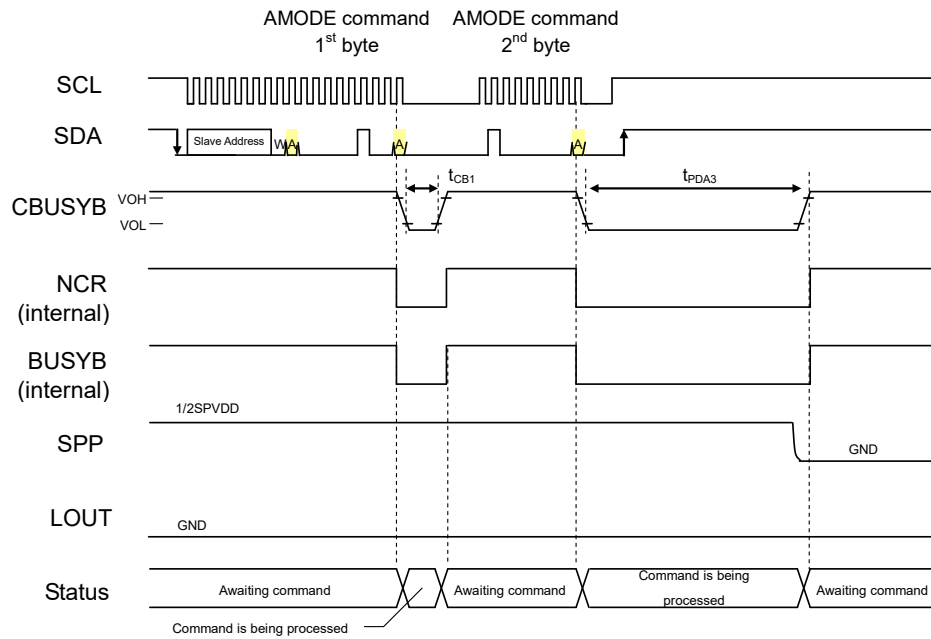 AMODE command
1st byte
AMODE command
2nd byte
SCL
SDA
Slave Address
W
A
A
A
CBUSYB
VOH
VOL
tCB1
tPDA3
NCR
(internal)
BUSYB
(internal)
1/2SPVDD
SPP
GND
LOUT
GND
Status
Awaiting command
Awaiting command
Command is being
processed
Awaiting command
Command is being processed